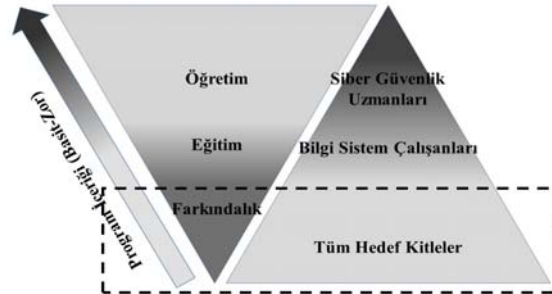 Öğretim
Siber Güvenlik
Uzmanları
Eğitim
Bilgi Sistem Çalışanları
Farkındalık
Tüm Hedef Kitleler
Program İçeriği (Basit-Zor)